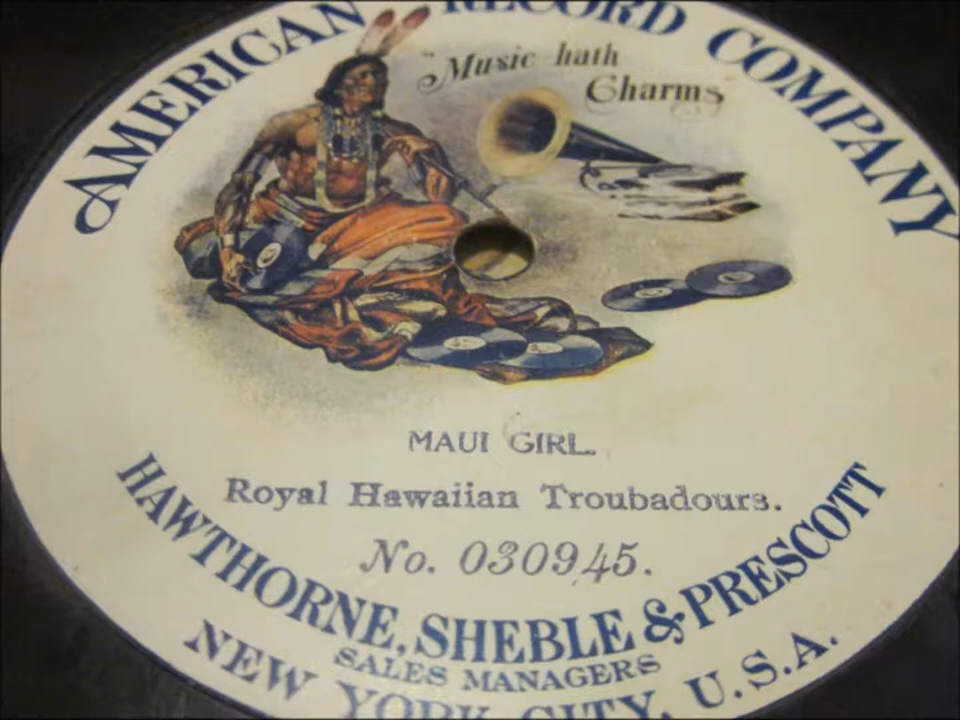 AMERICAN RECORD COMPANY
"Music hath
Charms"
MAUI GIRL.
Royal Hawaiian Troubadours.
No. 030945.
HAWTHORNE, SHEBLE & PRESCOTT
SALES MANAGERS
NEW YORK CITY, U.S.A.